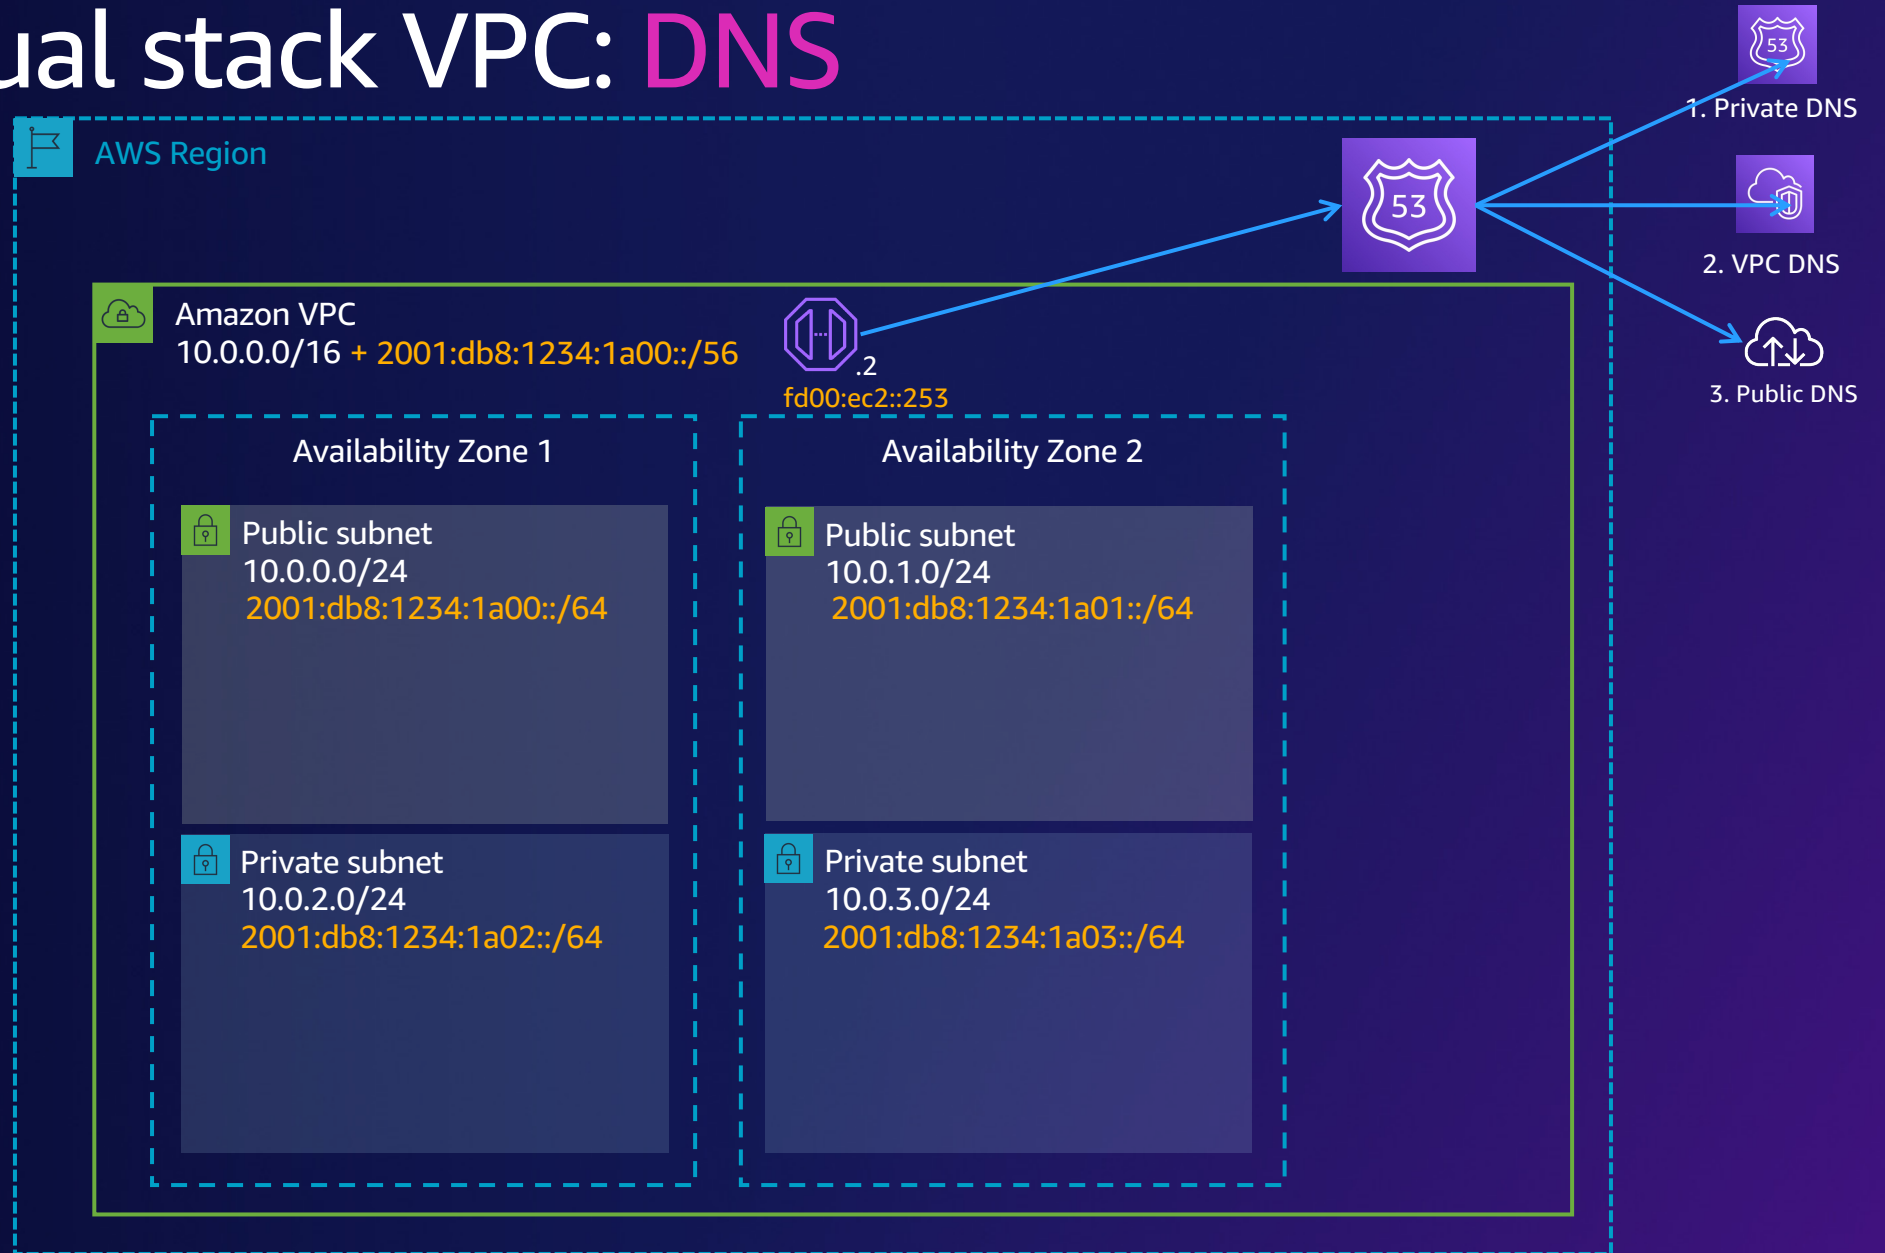 ual stack VPC: DNS
53
1. Private DNS
AWS Region
53
2. VPC DNS
3. Public DNS
Amazon VPC
10.0.0.0/16 + 2001:db8:1234:1a00::/56
.2
fd00:ec2::253
Availability Zone 1
Public subnet
10.0.0.0/24
2001:db8:1234:1a00::/64
Private subnet
10.0.2.0/24
2001:db8:1234:1a02::/64
Availability Zone 2
Public subnet
10.0.1.0/24
2001:db8:1234:1a01::/64
Private subnet
10.0.3.0/24
2001:db8:1234:1a03::/64